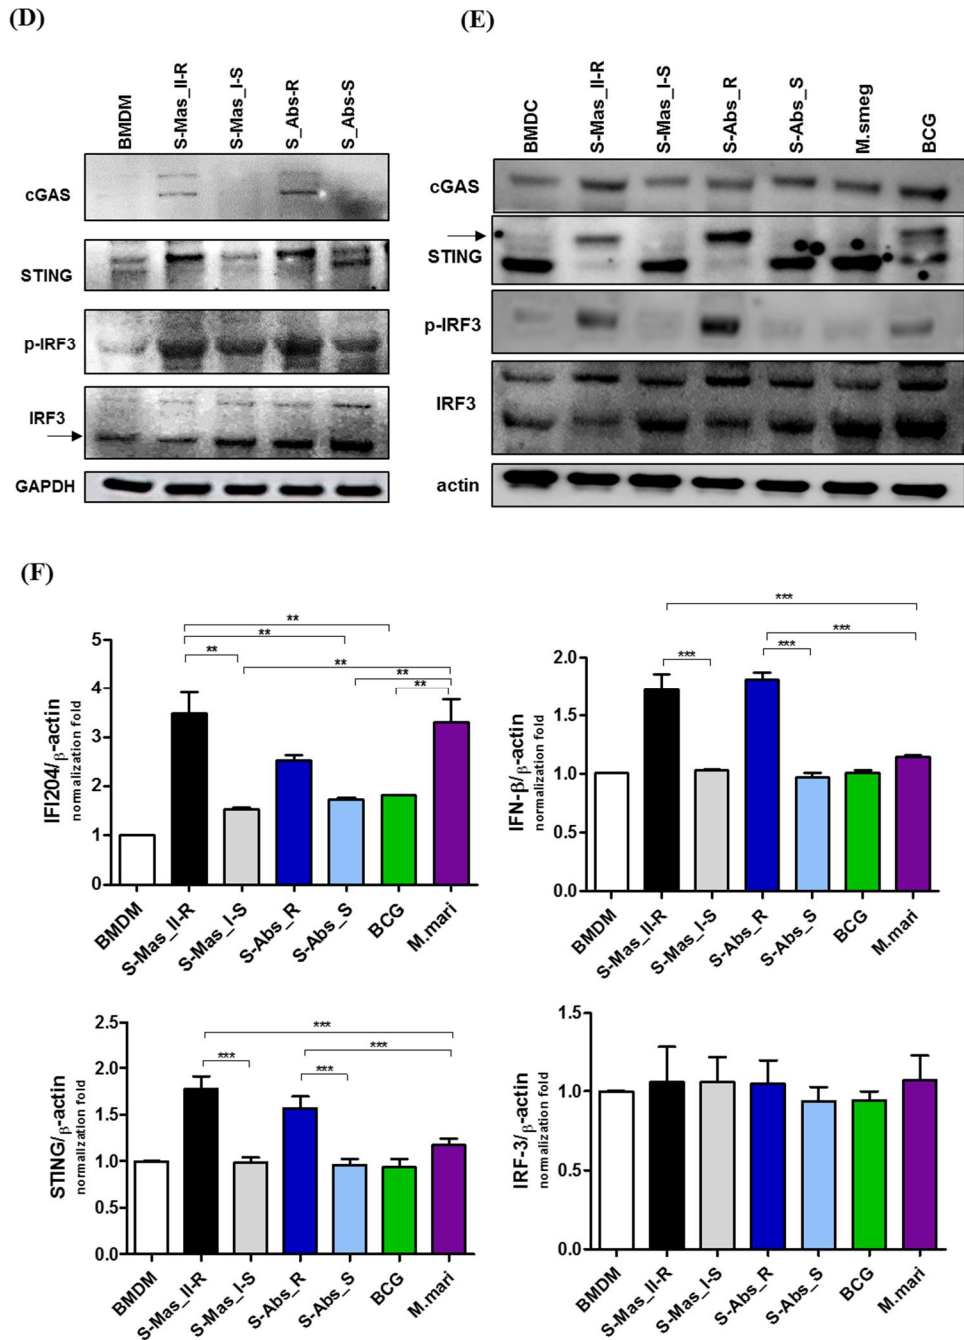 (D)
(E)
BMDM
S-Mas_II-R
S-Mas_I-S
S_Abs-R
S_Abs-S
cGAS
STING
p-IRF3
IRF3
GAPDH
BMDC
S-Mas_II-R
S-Mas_I-S
S-Abs_R
S-Abs_S
M.smeg
BCG
cGAS
STING
p-IRF3
IRF3
actin
(F)
IFI204/β-actin
normalization fold
5
4
3
2
1
0
**
**
**
**
**
**
BMDM
S-Mas_II-R
S-Mas_I-S
S-Abs_R
S-Abs_S
BCG
M.mari
IFN-β/β-actin
normalization fold
2.0
1.5
1.0
0.5
0.0
***
***
***
***
BMDM
S-Mas_II-R
S-Mas_I-S
S-Abs_R
S-Abs_S
BCG
M.mari
STING/β-actin
normalization fold
2.5
2.0
1.5
1.0
0.5
0.0
***
***
***
***
BMDM
S-Mas_II-R
S-Mas_I-S
S-Abs_R
S-Abs_S
BCG
M.mari
IRF-3/β-actin
normalization fold
1.5
1.0
0.5
0.0
BMDM
S-Mas_II-R
S-Mas_I-S
S-Abs_R
S-Abs_S
BCG
M.mari